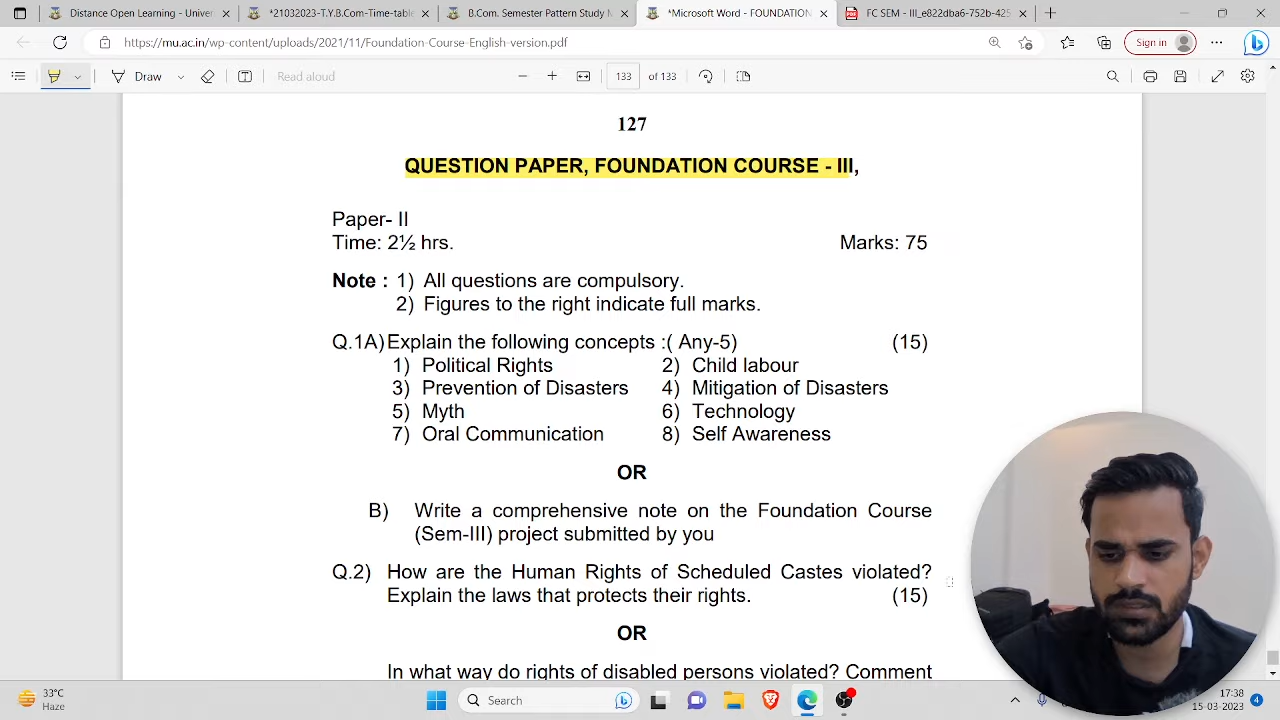 Distance Open Learning - Univer
*21032023-T.Y.B.Com-Time-table
B.Com. Semester Pattern Study M
*Microsoft Word - FOUNDATION
PDF FC SEM - III_e822dba6-752b-425
https://mu.ac.in/wp-content/uploads/2021/11/Foundation-Course-English-version.pdf
Sign in
Draw
Read aloud
133 of 133
127
QUESTION PAPER, FOUNDATION COURSE - III,
Paper- II
Time: 2½ hrs. Marks: 75
Note : 1) All questions are compulsory.
2) Figures to the right indicate full marks.
Q.1A)Explain the following concepts :( Any-5) (15)
1) Political Rights 2) Child labour
3) Prevention of Disasters 4) Mitigation of Disasters
5) Myth 6) Technology
7) Oral Communication 8) Self Awareness
OR
B) Write a comprehensive note on the Foundation Course
(Sem-III) project submitted by you
Q.2) How are the Human Rights of Scheduled Castes violated?
Explain the laws that protects their rights. (15)
OR
In what way do rights of disabled persons violated? Comment
33°C
Haze
Search
17:38
5-03-2023
4